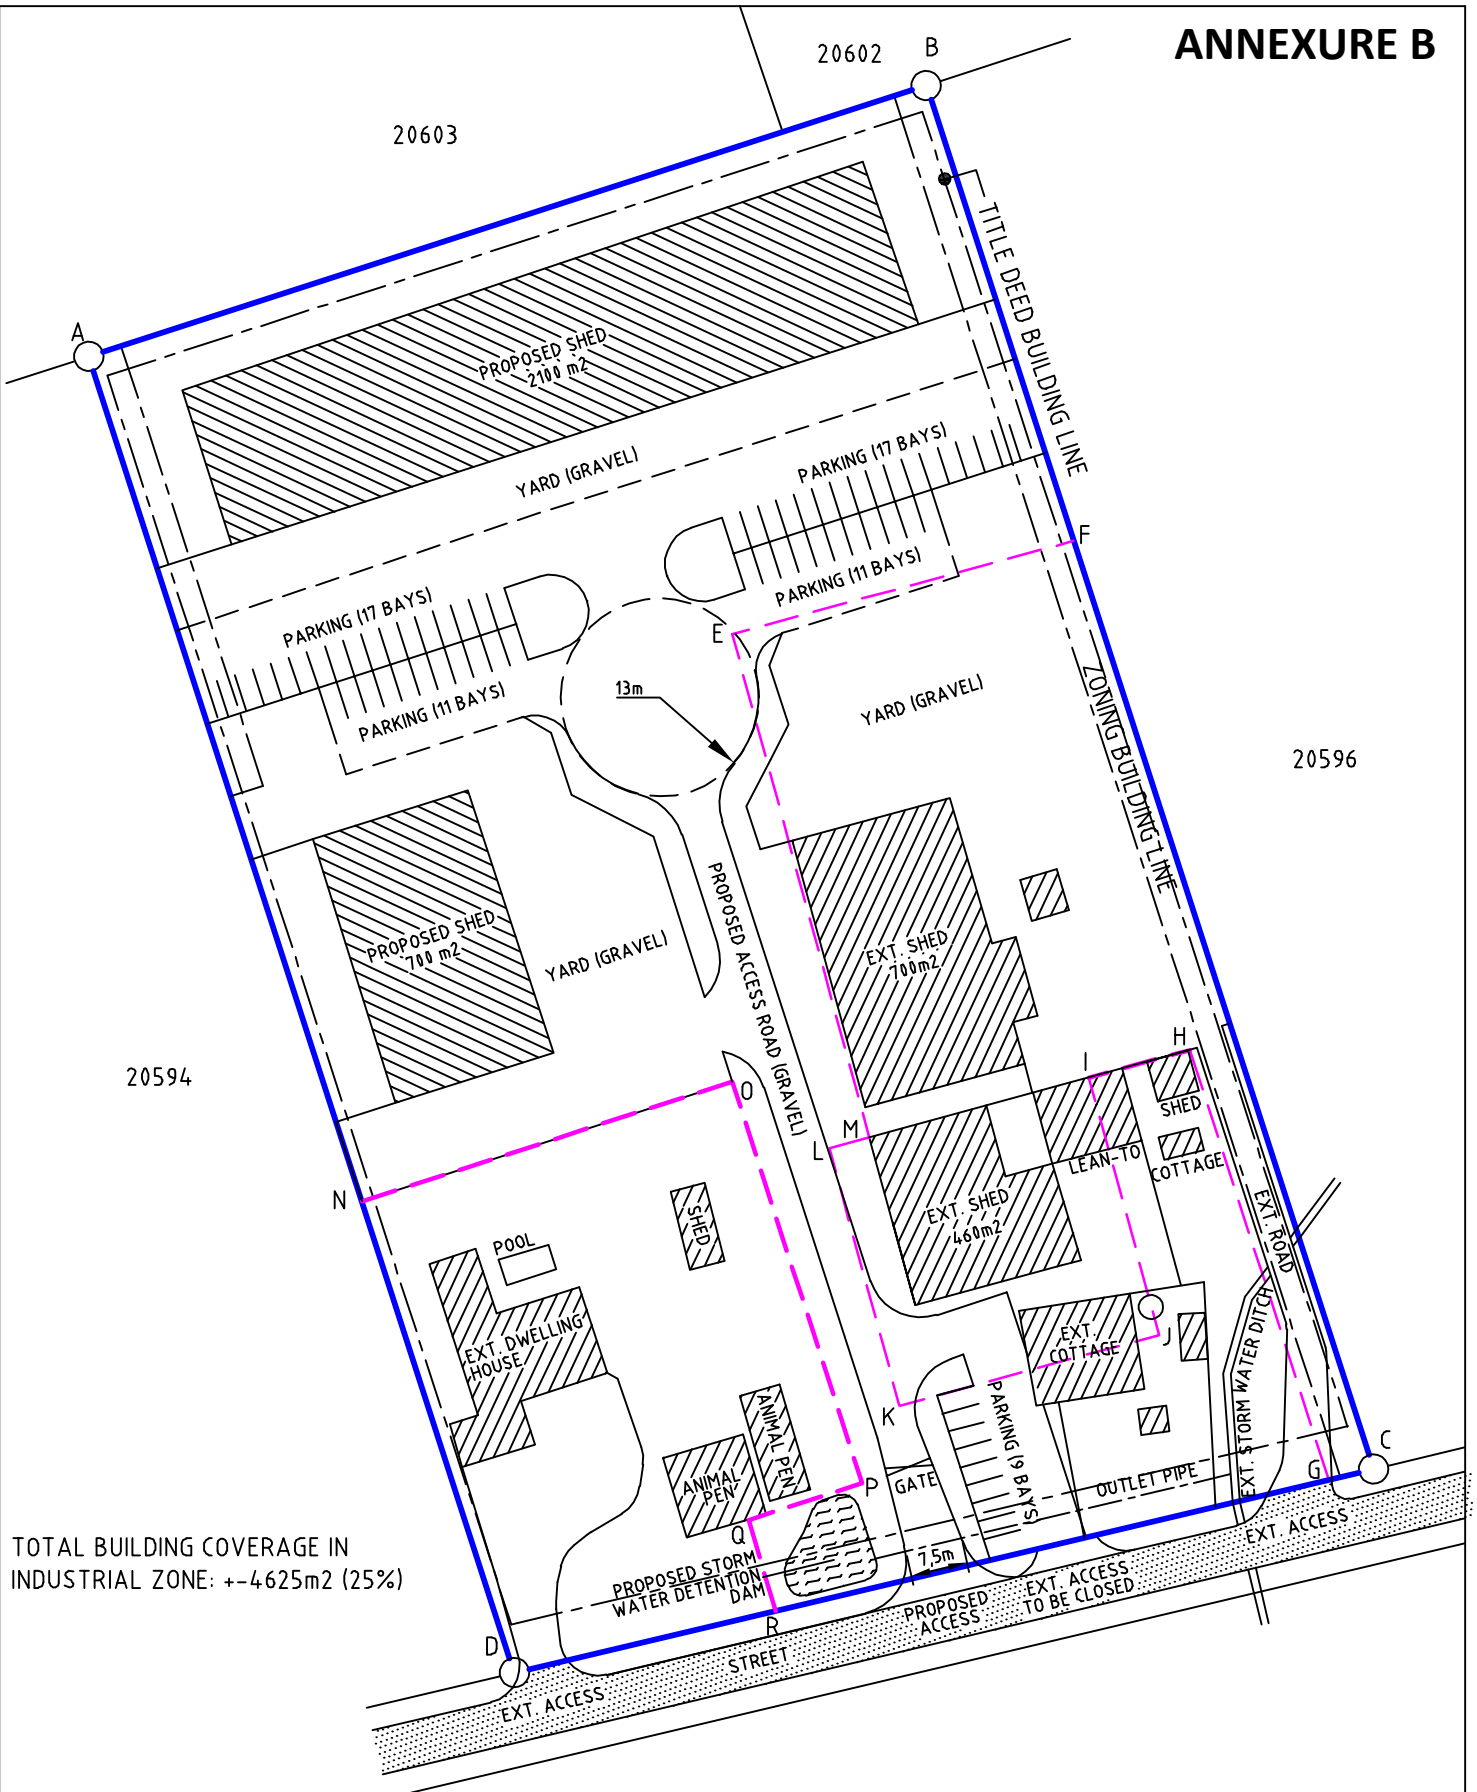 ANNEXURE B
20602
B
20603
A
TITLE DEED BUILDING LINE
PROPOSED SHED
2100 m2
YARD (GRAVEL)
PARKING (17 BAYS)
F
PARKING (11 BAYS)
PARKING (17 BAYS)
E
PARKING (11 BAYS)
13m
YARD (GRAVEL)
ZONING BUILDING LINE
20596
PROPOSED SHED
700 m2
YARD (GRAVEL)
PROPOSED ACCESS ROAD (GRAVEL)
EXT. SHED
700m2
20594
H
I
O
SHED
M
L
LEAN-TO
COTTAGE
N
SHED
EXT. SHED
460m2
EXT. ROAD
POOL
EXT. DWELLING
HOUSE
EXT.
COTTAGE
J
EXT. STORM WATER DITCH
K
PARKING (9 BAYS)
ANIMAL PEN
ANIMAL
PEN
C
G
P
GATE
OUTLET PIPE
Q
EXT. ACCESS
TOTAL BUILDING COVERAGE IN
INDUSTRIAL ZONE: +-4625m2 (25%)
PROPOSED STORM
WATER DETENTION
DAM
7,5m
EXT. ACCESS
TO BE CLOSED
PROPOSED
ACCESS
R
D
STREET
EXT. ACCESS